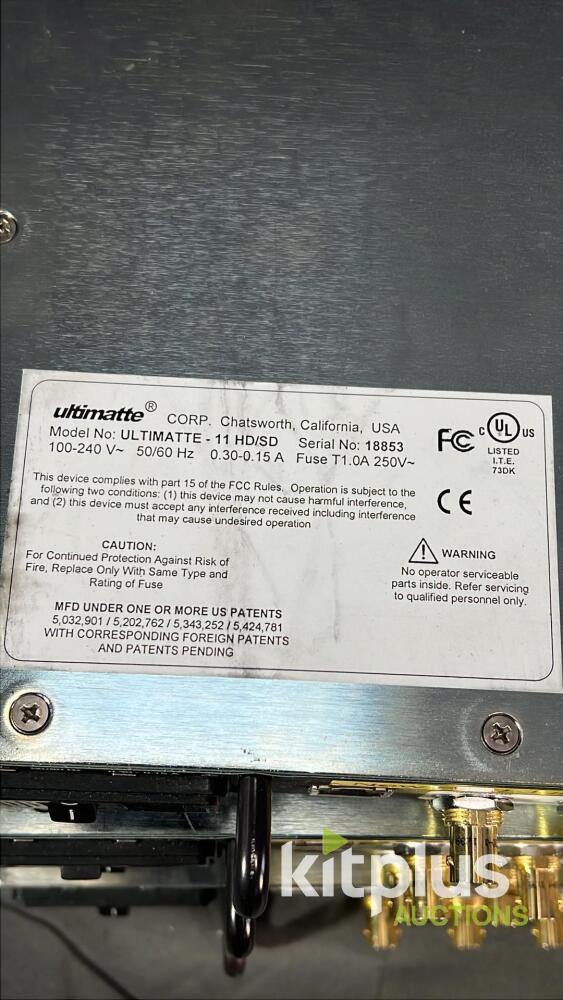 ultimatte® CORP. Chatsworth, California, USA
Model No: ULTIMATTE - 11 HD/SD Serial No: 18853
100-240 V~ 50/60 Hz 0.30-0.15 A Fuse T1.0A 250V~
FC
C UL US
LISTED
I.T.E.
73DK
This device complies with part 15 of the FCC Rules. Operation is subject to the
following two conditions: (1) this device may not cause harmful interference,
and (2) this device must accept any interference received including interference
that may cause undesired operation
CE
CAUTION:
For Continued Protection Against Risk of
Fire, Replace Only With Same Type and
Rating of Fuse
WARNING
No operator serviceable
parts inside. Refer servicing
to qualified personnel only.
MFD UNDER ONE OR MORE US PATENTS
5,032,901 / 5,202,762 / 5,343,252 / 5,424,781
WITH CORRESPONDING FOREIGN PATENTS
AND PATENTS PENDING
kitplus
AUCTIONS